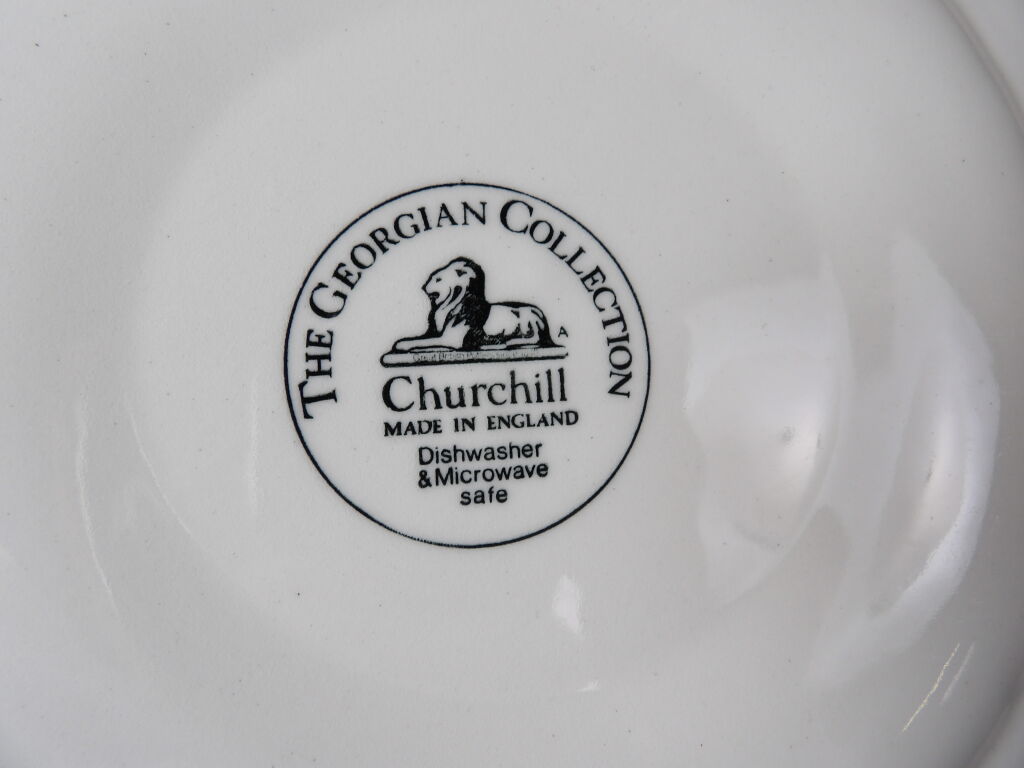 THE GEORGIAN COLLECTION
A
Churchill
MADE IN ENGLAND
Dishwasher
&Microwave
safe